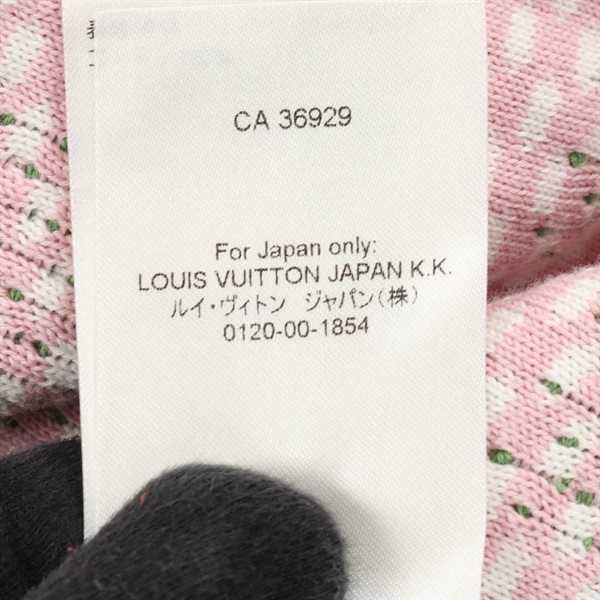 CA 36929
For Japan only:
LOUIS VUITTON JAPAN K.K.
ルイ・ヴィトン　ジャパン(株)
0120-00-1854